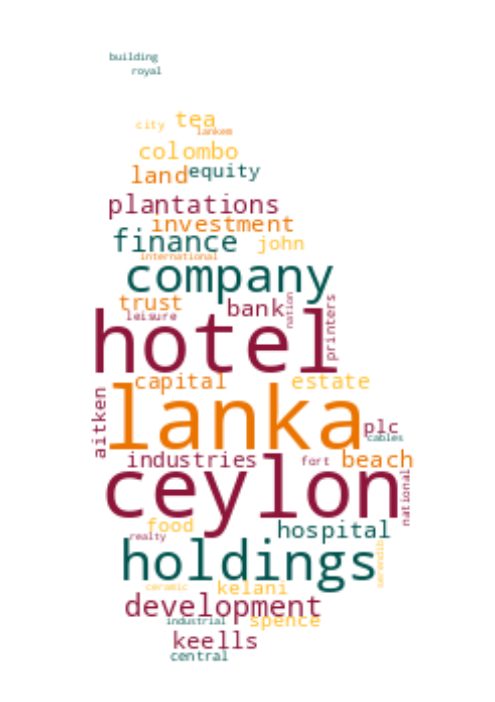 building
royal
tea
city
lankem
colombo
equity
land
plantations
investment
finance
john
international
company
trust
bank
nation
printers
leisure
hotel
capital
estate
aitken
lanka
plc
cables
industries
fort
beach
national
ceylon
food
hospital
realty
serendib
holdings
ceramic
kelani
development
industrial
spence
keells
central